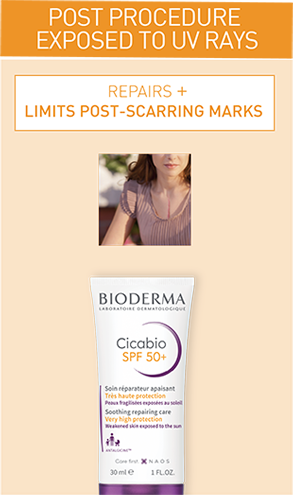 POST PROCEDURE
EXPOSED TO UV RAYS
REPAIRS +
LIMITS POST-SCARRING MARKS
BIODERMA
LABORATOIRE DERMATOLOGIQUE
Cicabio
SPF 50+
Soin réparateur apaisant
Très haute protection
Peaux fragilisées exposées au soleil
Soothing repairing care
Very high protection
Weakened skin exposed to the sun
ANTALGICINE™
Care first NAOS
30 ml e 1 FL.OZ.